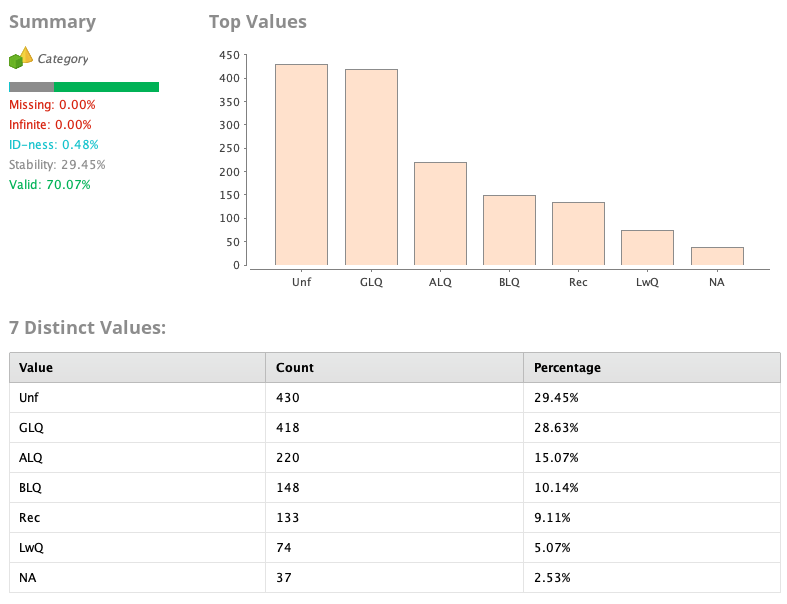 Summary
Category
Missing: 0.00%
Infinite: 0.00%
ID-ness: 0.48%
Stability: 29.45%
Valid: 70.07%
Top Values
450
400
350
300
250
200
150
100
50
0
Unf GLQ ALQ BLQ Rec LwQ NA
7 Distinct Values:
Value Count Percentage
Unf 430 29.45%
GLQ 418 28.63%
ALQ 220 15.07%
BLQ 148 10.14%
Rec 133 9.11%
LwQ 74 5.07%
NA 37 2.53%